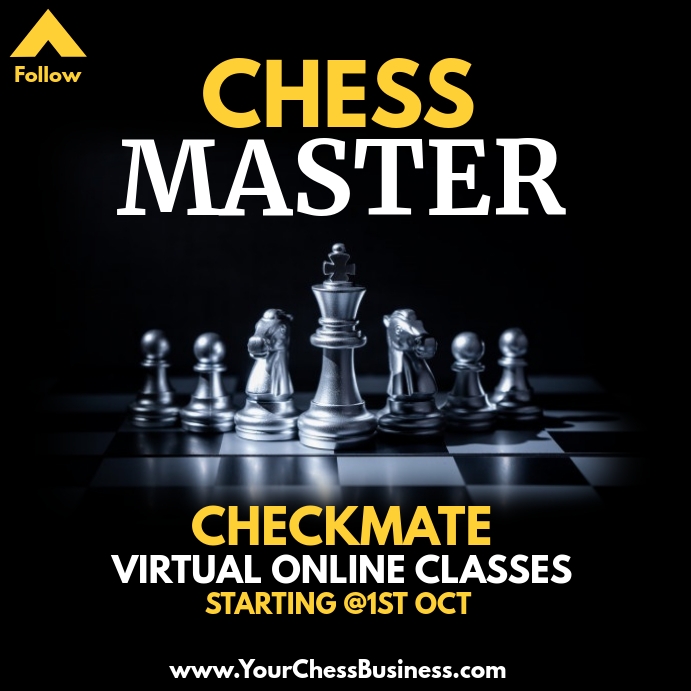 Follow
CHESS
MASTER
CHECKMATE
VIRTUAL ONLINE CLASSES
STARTING @1ST OCT
www.YourChessBusiness.com